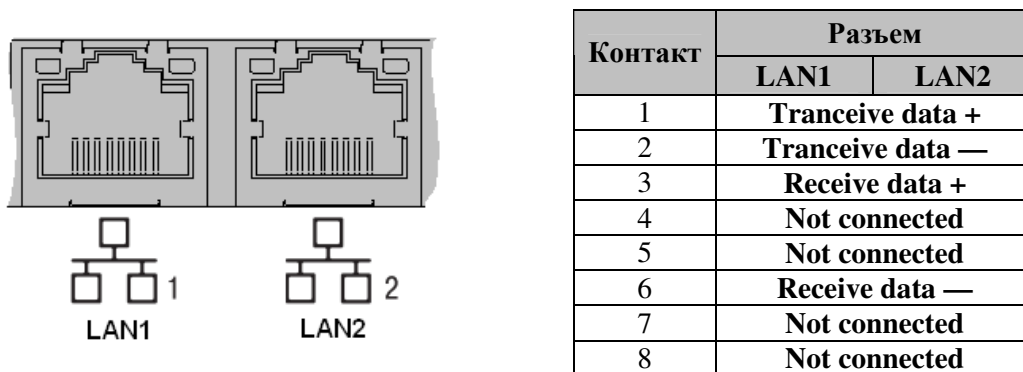 1
LAN1
2
LAN2
Контакт Разъем
LAN1 LAN2
1 Tranceive data +
2 Tranceive data —
3 Receive data +
4 Not connected
5 Not connected
6 Receive data —
7 Not connected
8 Not connected